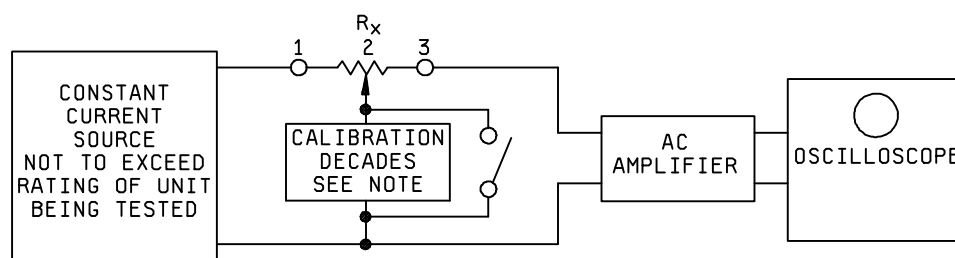 Rx
1 2 3
CONSTANT
CURRENT
SOURCE
NOT TO EXCEED
RATING OF UNIT
BEING TESTED
CALIBRATION
DECADES
SEE NOTE
AC
AMPLIFIER
OSCILLOSCOPE